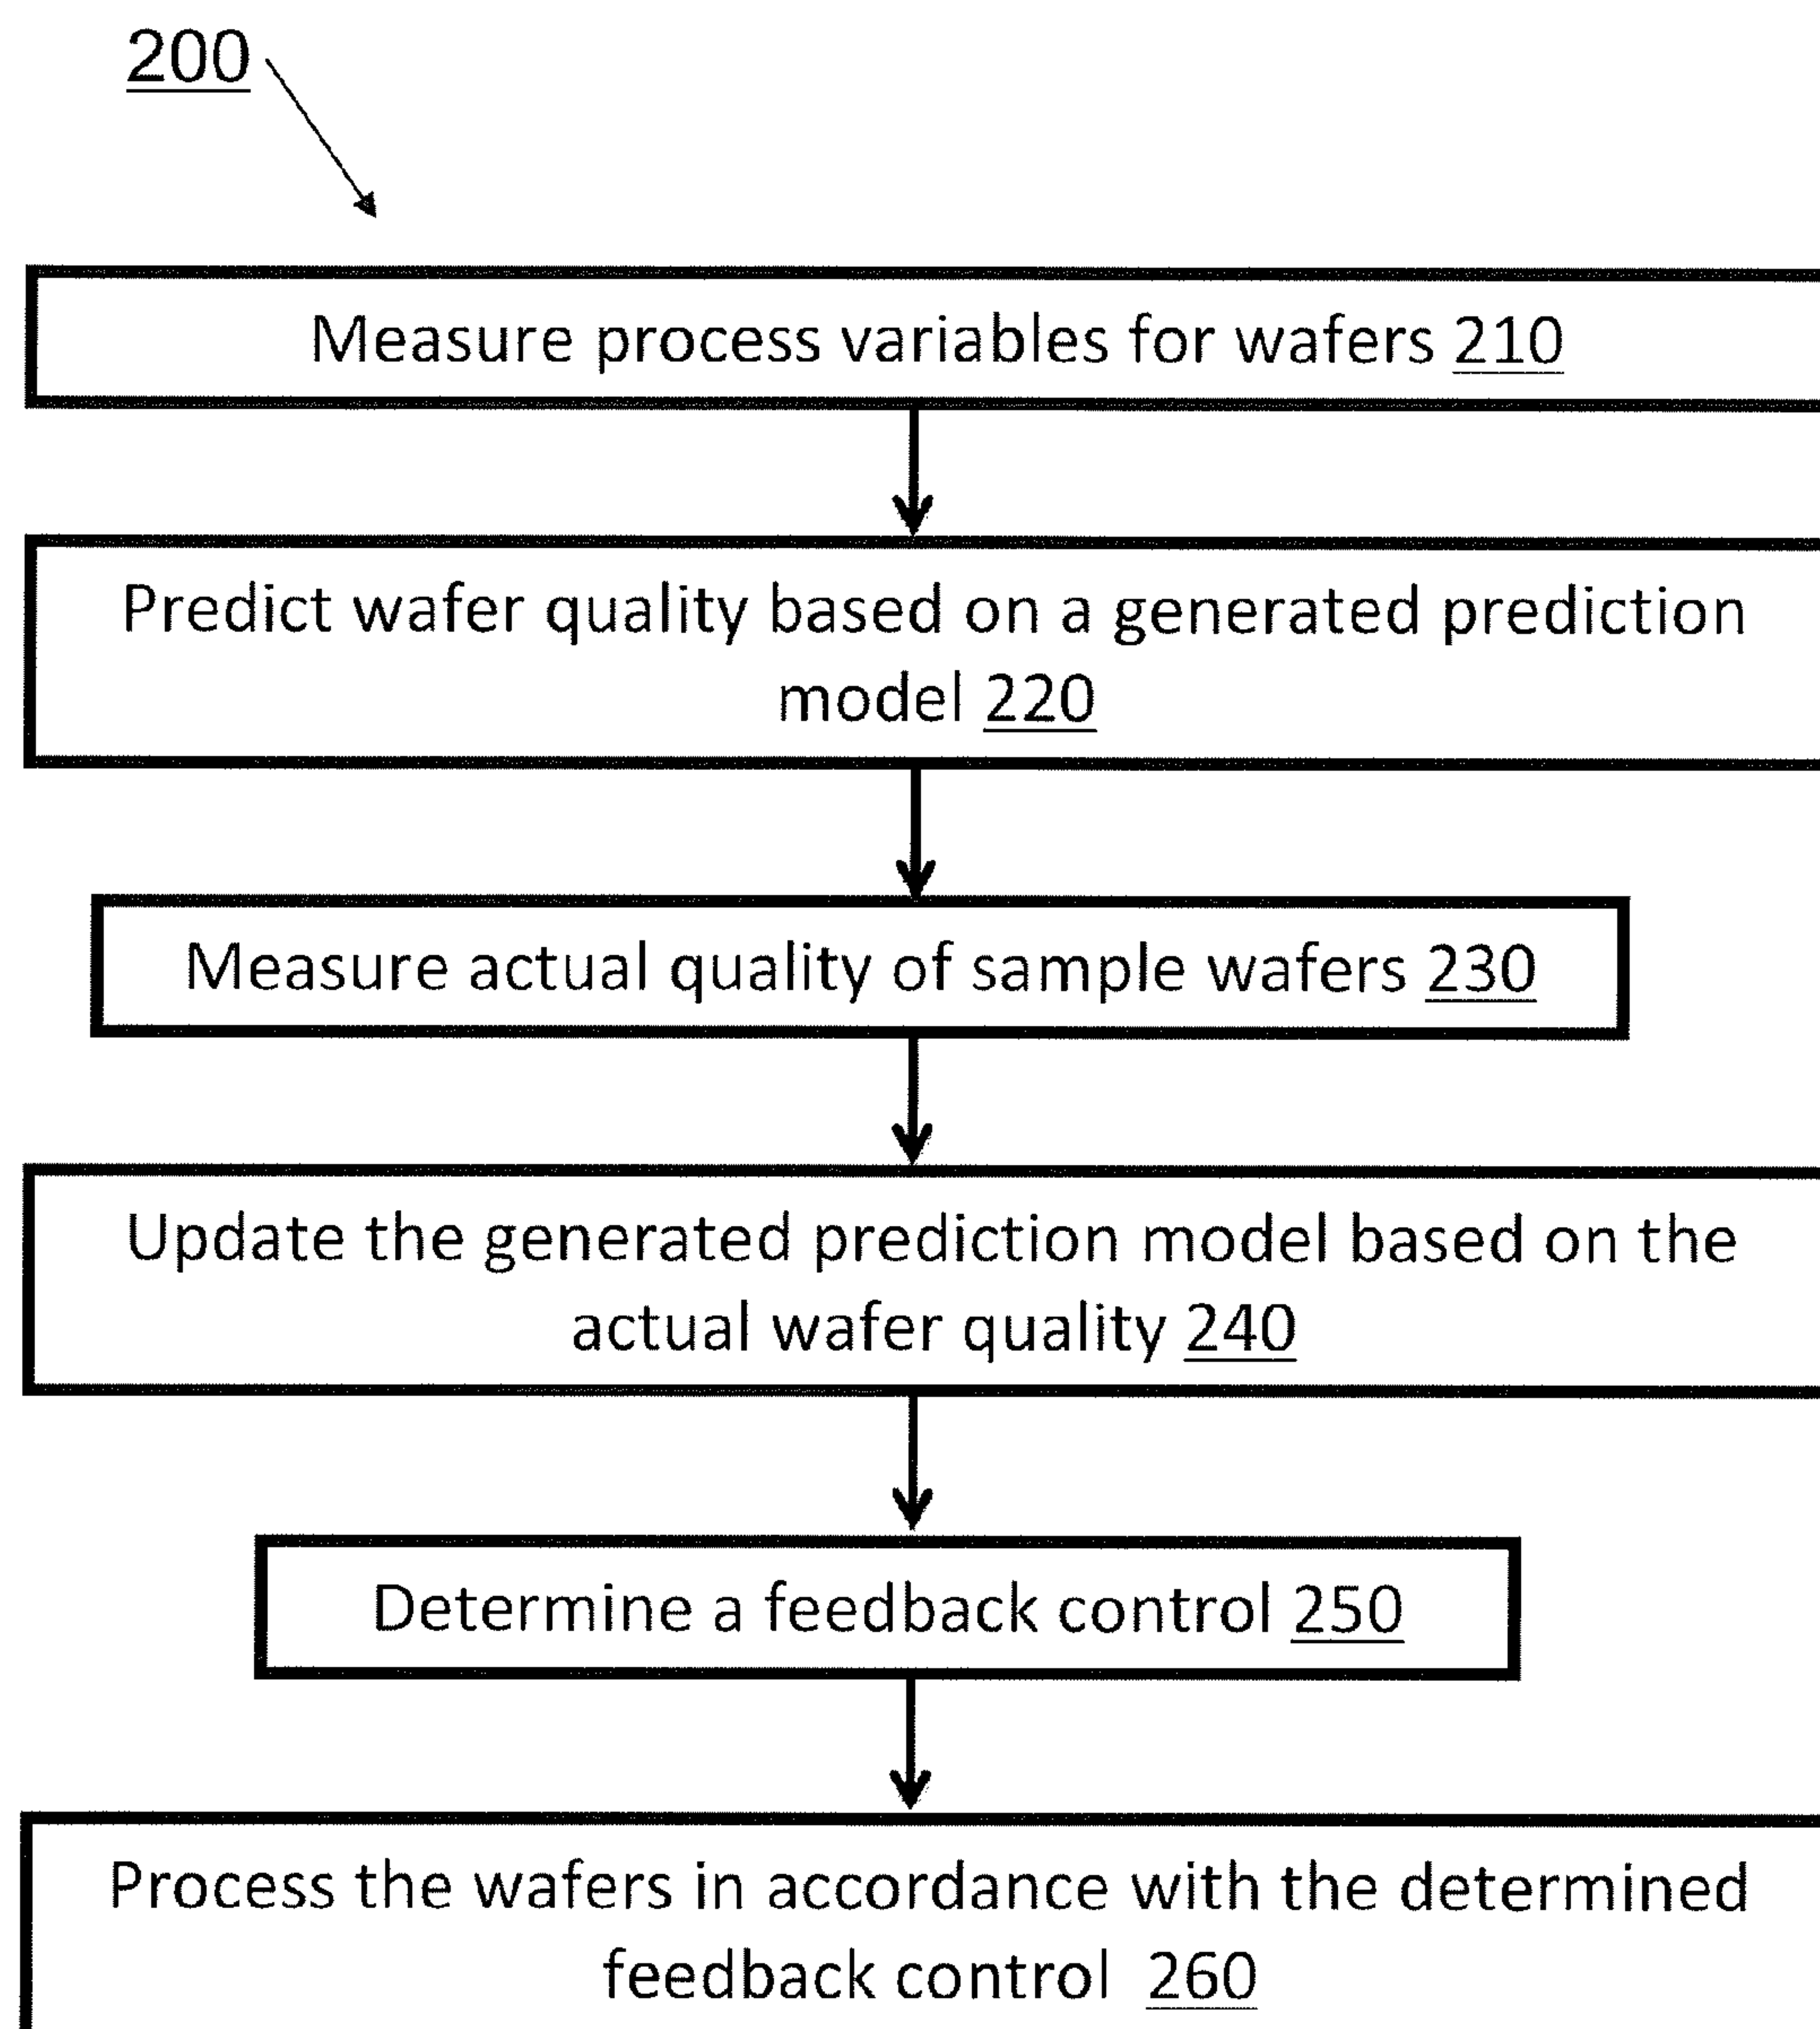 200
Measure process variables for wafers 210
Predict wafer quality based on a generated prediction
model 220
Measure actual quality of sample wafers 230
Update the generated prediction model based on the
actual wafer quality 240
Determine a feedback control 250
Process the wafers in accordance with the determined
feedback control 260